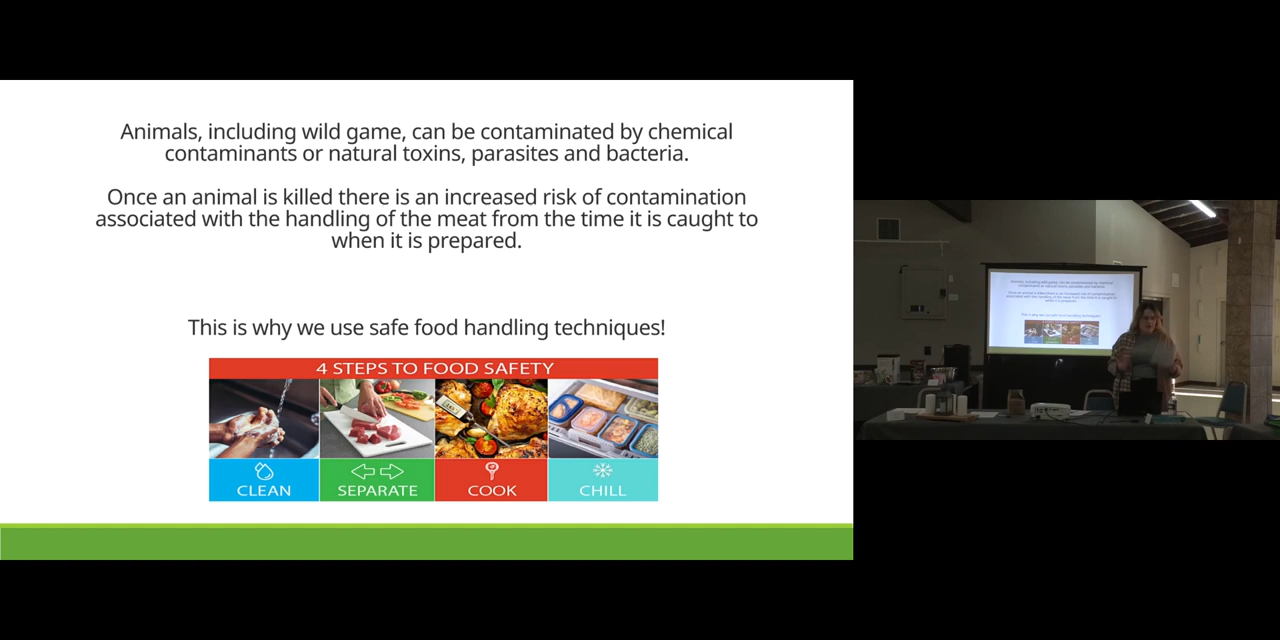 Animals, including wild game, can be contaminated by chemical
contaminants or natural toxins, parasites and bacteria.
Once an animal is killed there is an increased risk of contamination
associated with the handling of the meat from the time it is caught to
when it is prepared.
This is why we use safe food handling techniques!
4 STEPS TO FOOD SAFETY
CLEAN
SEPARATE
COOK
CHILL